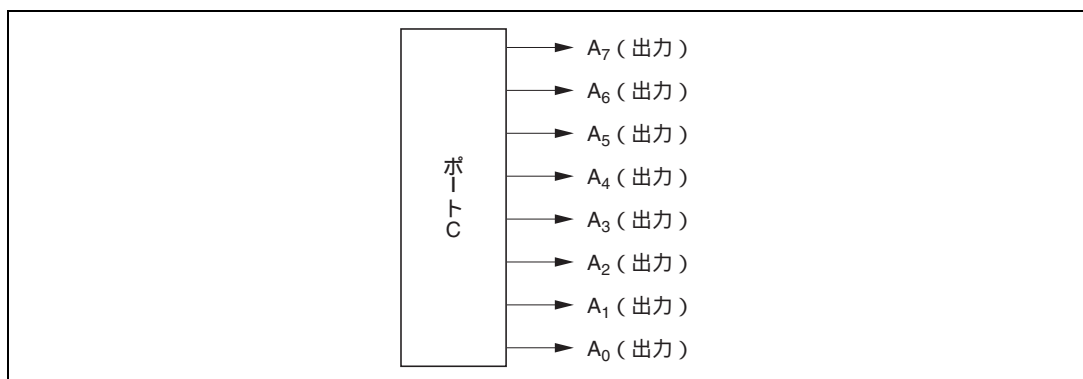 ポートC
A7 ( 出力 )
A6 ( 出力 )
A5 ( 出力 )
A4 ( 出力 )
A3 ( 出力 )
A2 ( 出力 )
A1 ( 出力 )
A0 ( 出力 )